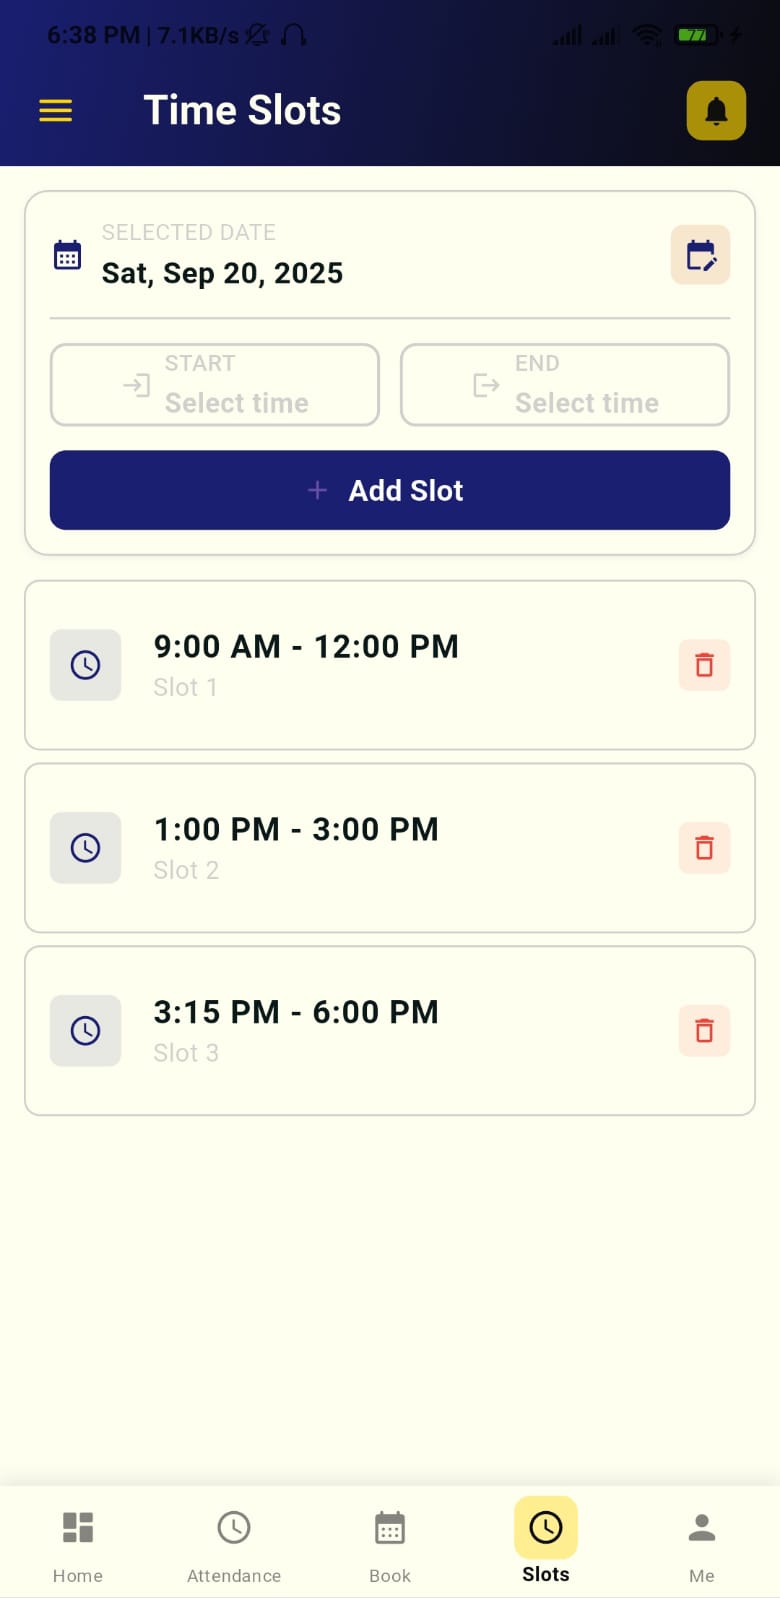 6:38 PM | 7.1KB/s
77
Time Slots
SELECTED DATE
Sat, Sep 20, 2025
START
Select time
END
Select time
+ Add Slot
9:00 AM - 12:00 PM
Slot 1
1:00 PM - 3:00 PM
Slot 2
3:15 PM - 6:00 PM
Slot 3
Home
Attendance
Book
Slots
Me